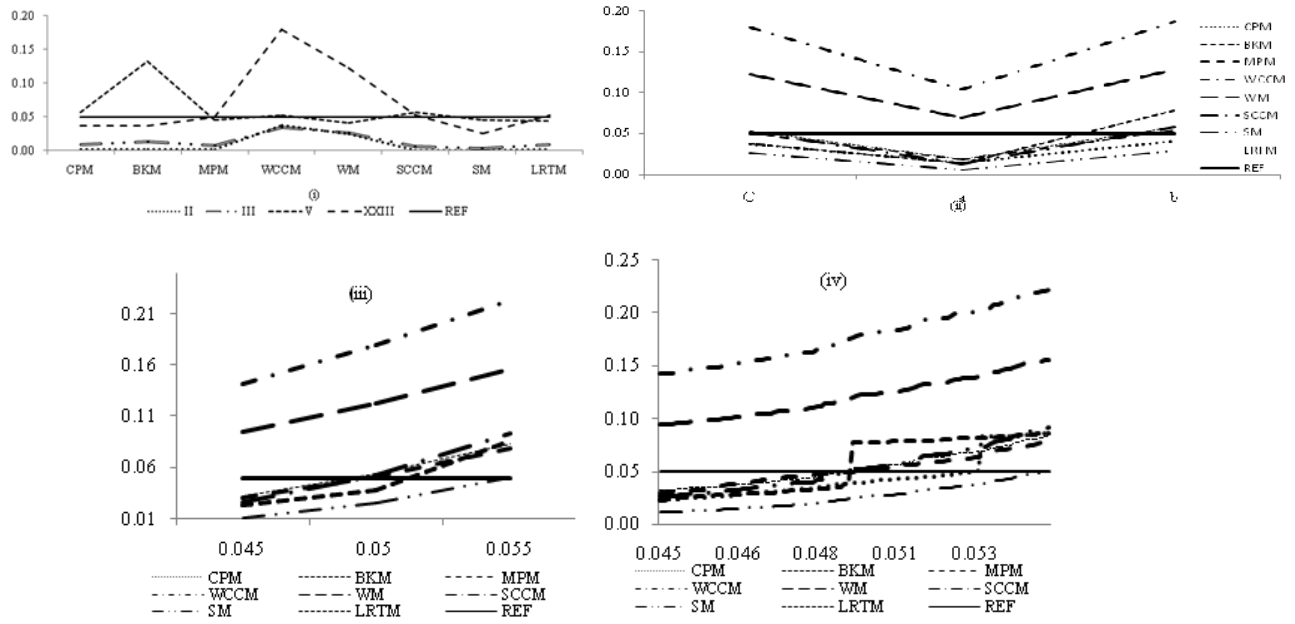 0.20
0.15
0.10
0.05
0.00
CPM BKM MPM WCCM WM SCCM SM LRTM
(i)
II III V XXIII REF
0.20
0.15
0.10
0.05
0.00
C a b
(ii)
CPM
BKM
MPM
WCCM
WM
SCCM
SM
LRTM
REF
(iii)
0.21
0.16
0.11
0.06
0.01
0.045 0.05 0.055
CPM BKM MPM
WCCM WM SCCM
SM LRTM REF
(iv)
0.25
0.20
0.15
0.10
0.05
0.00
0.045 0.046 0.048 0.051 0.053
CPM BKM MPM
WCCM WM SCCM
SM LRTM REF